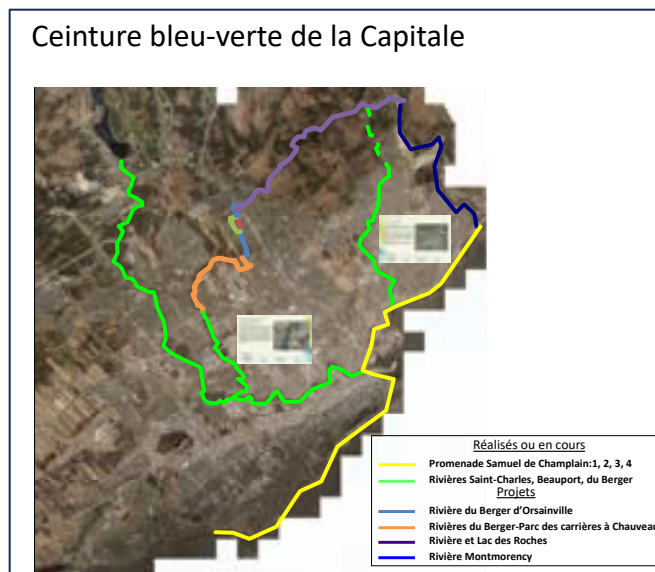 Ceinture bleu-verte de la Capitale
Réalisés ou en cours
Promenade Samuel de Champlain:1, 2, 3, 4
Rivières Saint-Charles, Beauport, du Berger
Projets
Rivière du Berger d'Orsainville
Rivières du Berger-Parc des carrières à Chauveau
Rivière et Lac des Roches
Rivière Montmorency